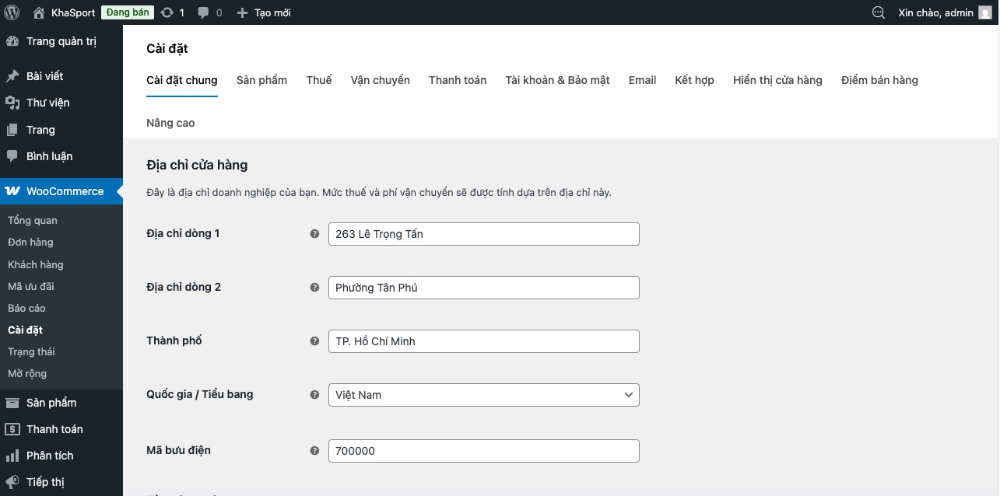 KhaSport Đang bán 1 0 Tạo mới Xin chào, admin
Trang quản trị
Bài viết
Thư viện
Trang
Bình luận
WooCommerce
Tổng quan
Đơn hàng
Khách hàng
Mã ưu đãi
Báo cáo
Cài đặt
Trạng thái
Mở rộng
Sản phẩm
Thanh toán
Phân tích
Tiếp thị
Cài đặt
Cài đặt chung Sản phẩm Thuế Vận chuyển Thanh toán Tài khoản & Bảo mật Email Kết hợp Hiển thị cửa hàng Điểm bán hàng
Nâng cao
Địa chỉ cửa hàng
Đây là địa chỉ doanh nghiệp của bạn. Mức thuế và phí vận chuyển sẽ được tính dựa trên địa chỉ này.
Địa chỉ dòng 1 263 Lê Trọng Tấn
Địa chỉ dòng 2 Phường Tân Phú
Thành phố TP. Hồ Chí Minh
Quốc gia / Tiểu bang Việt Nam
Mã bưu điện 700000